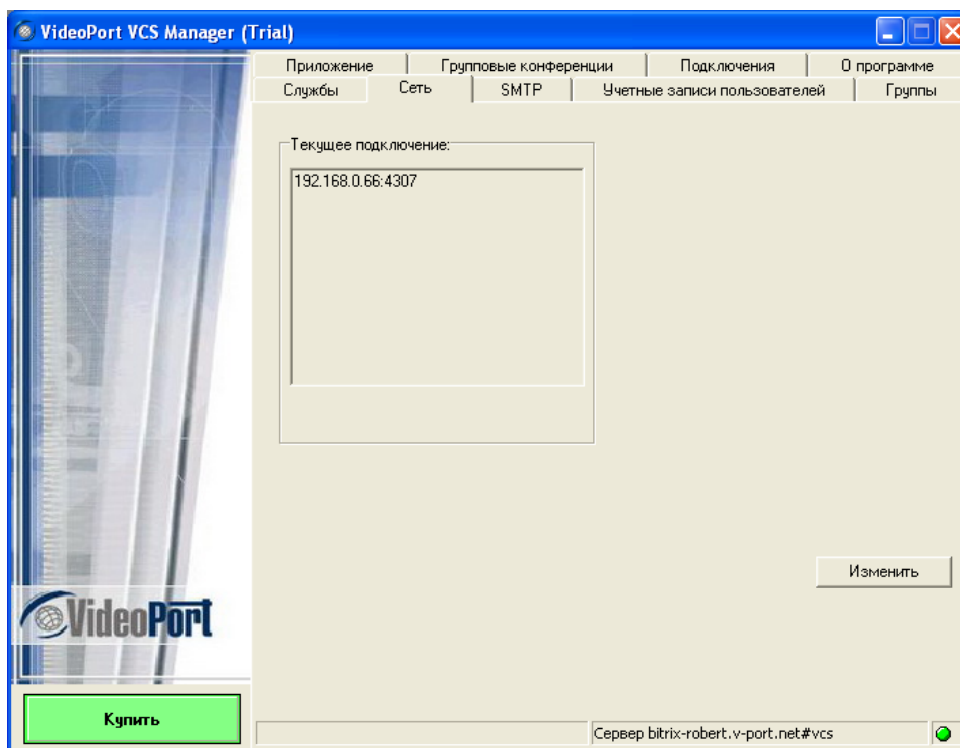 VideoPort VCS Manager (Trial)
Приложение Групповые конференции Подключения О программе
Службы Сеть SMTP Учетные записи пользователей Группы
Текущее подключение:
192.168.0.66:4307
Изменить
VideoPort
Купить
Сервер bitrix-robert.v-port.net#vcs